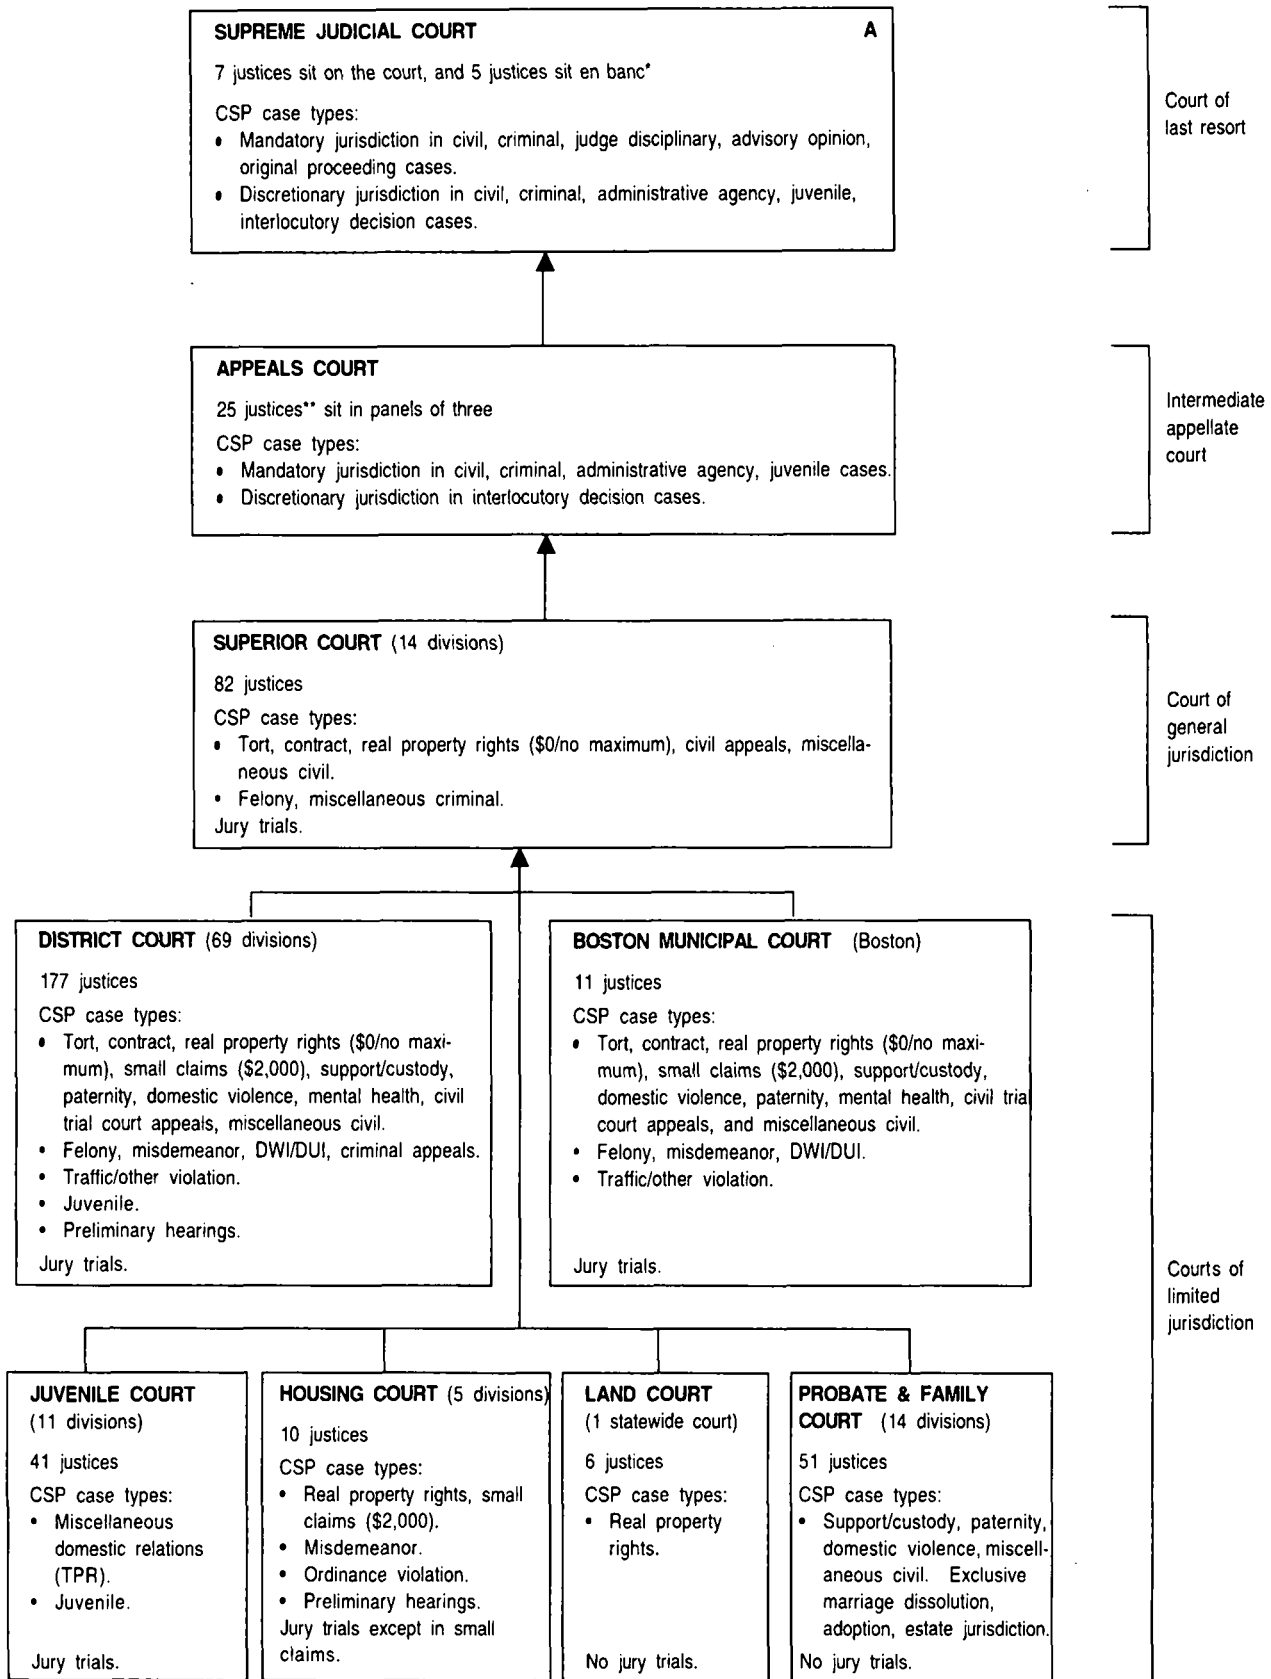 SUPREME JUDICIAL COURT A
7 justices sit on the court, and 5 justices sit en banc*
CSP case types:
• Mandatory jurisdiction in civil, criminal, judge disciplinary, advisory opinion,
original proceeding cases.
• Discretionary jurisdiction in civil, criminal, administrative agency, juvenile,
interlocutory decision cases.
Court of
last resort
APPEALS COURT
25 justices** sit in panels of three
CSP case types:
• Mandatory jurisdiction in civil, criminal, administrative agency, juvenile cases.
• Discretionary jurisdiction in interlocutory decision cases.
Intermediate
appellate
court
SUPERIOR COURT (14 divisions)
82 justices
CSP case types:
• Tort, contract, real property rights ($0/no maximum), civil appeals, miscella-
neous civil.
• Felony, miscellaneous criminal.
Jury trials.
Court of
general
jurisdiction
DISTRICT COURT (69 divisions)
177 justices
CSP case types:
• Tort, contract, real property rights ($0/no maxi-
mum), small claims ($2,000), support/custody,
paternity, domestic violence, mental health, civil
trial court appeals, miscellaneous civil.
• Felony, misdemeanor, DWI/DUI, criminal appeals.
• Traffic/other violation.
• Juvenile.
• Preliminary hearings.
Jury trials.
BOSTON MUNICIPAL COURT (Boston)
11 justices
CSP case types:
• Tort, contract, real property rights ($0/no maxi-
mum), small claims ($2,000), support/custody,
domestic violence, paternity, mental health, civil trial
court appeals, and miscellaneous civil.
• Felony, misdemeanor, DWI/DUI.
• Traffic/other violation.
Jury trials.
Courts of
limited
jurisdiction
JUVENILE COURT
(11 divisions)
41 justices
CSP case types:
• Miscellaneous
domestic relations
(TPR).
• Juvenile.
Jury trials.
HOUSING COURT (5 divisions)
10 justices
CSP case types:
• Real property rights, small
claims ($2,000).
• Misdemeanor.
• Ordinance violation.
• Preliminary hearings.
Jury trials except in small
claims.
LAND COURT
(1 statewide court)
6 justices
CSP case types:
• Real property
rights.
No jury trials.
PROBATE & FAMILY
COURT (14 divisions)
51 justices
CSP case types:
• Support/custody, paternity,
domestic violence, miscell-
aneous civil. Exclusive
marriage dissolution,
adoption, estate jurisdiction.
No jury trials.